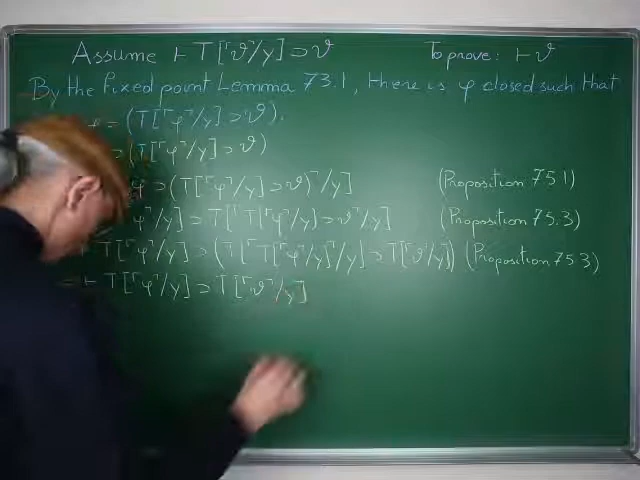 Assume ⊢ T[⌜ϑ⌝/y] ⊃ ϑ To prove: ⊢ ϑ
By the fixed point Lemma 73.1, there is φ closed such that
= (T[⌜φ⌝/y] ⊃ ϑ).
(T[⌜φ⌝/y] ⊃ ϑ)
φ ⊃ (T[⌜φ⌝/y] ⊃ ϑ)⌝/y] (Proposition 75.1)
φ⌝/y] ⊃ T[⌜T[⌜φ⌝/y] ⊃ ϑ⌝/y] (Proposition 75.3)
T[⌜φ⌝/y] ⊃ (T[⌜T[⌜φ⌝/y]⌝/y] ⊃ T[⌜ϑ⌝/y]) (Proposition 75.3)
⊢ T[⌜φ⌝/y] ⊃ T[⌜ϑ⌝/y]